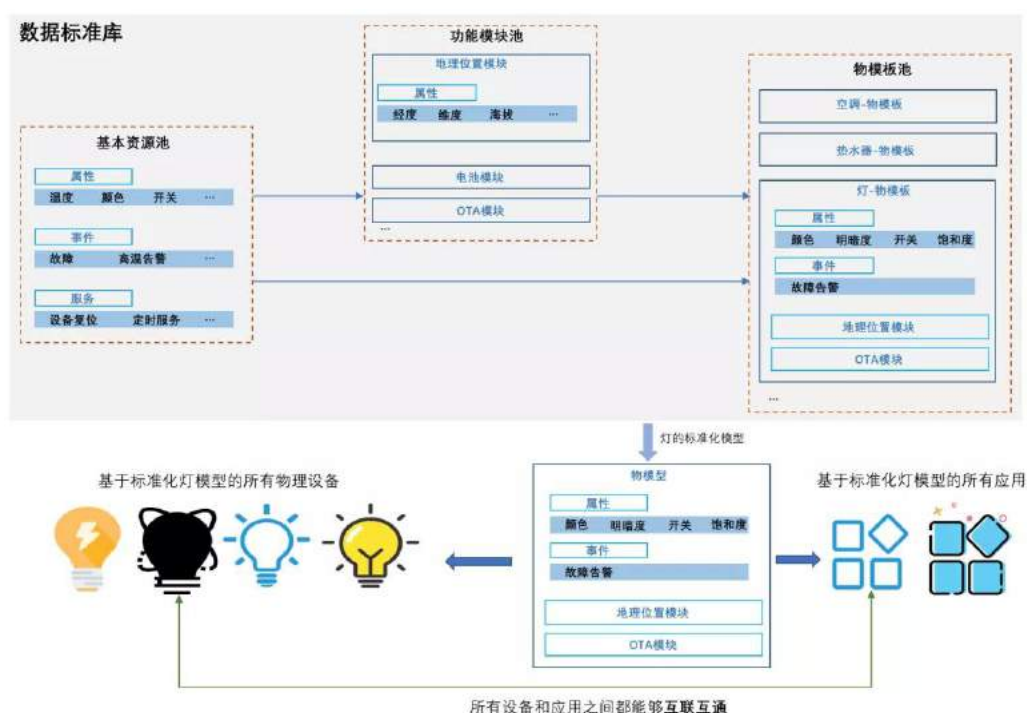 数据标准库
基本资源池
属性
温度 颜色 开关 ...
事件
故障 高温告警 ...
服务
设备复位 定时服务 ...
功能模块池
地理位置模块
属性
经度 维度 海拔 ...
电池模块
OTA模块
...
物模板池
空调-物模板
热水器-物模板
灯-物模板
属性
颜色 明暗度 开关 饱和度
事件
故障告警
地理位置模块
OTA模块
...
灯的标准化模型
基于标准化灯模型的所有物理设备
物模型
属性
颜色 明暗度 开关 饱和度
事件
故障告警
地理位置模块
OTA模块
基于标准化灯模型的所有应用
所有设备和应用之间都能够互联互通